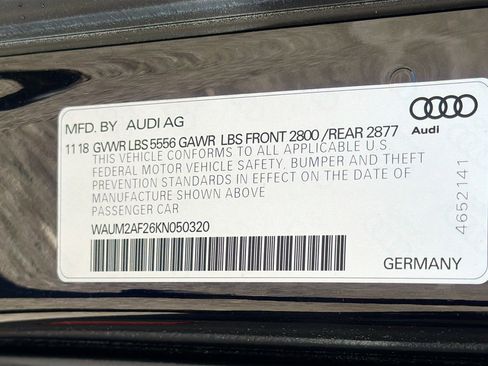 MFD. BY AUDI AG
11 18 GVWR LBS 5556 GAWR LBS FRONT 2800 /REAR 2877
THIS VEHICLE CONFORMS TO ALL APPLICABLE U.S
FEDERAL MOTOR VEHICLE SAFETY, BUMPER AND THEFT
PREVENTION STANDARDS IN EFFECT ON THE DATE OF
MANUFACTURE SHOWN ABOVE
PASSENGER CAR
WAUM2AF26KN050320
Audi
4652141
GERMANY